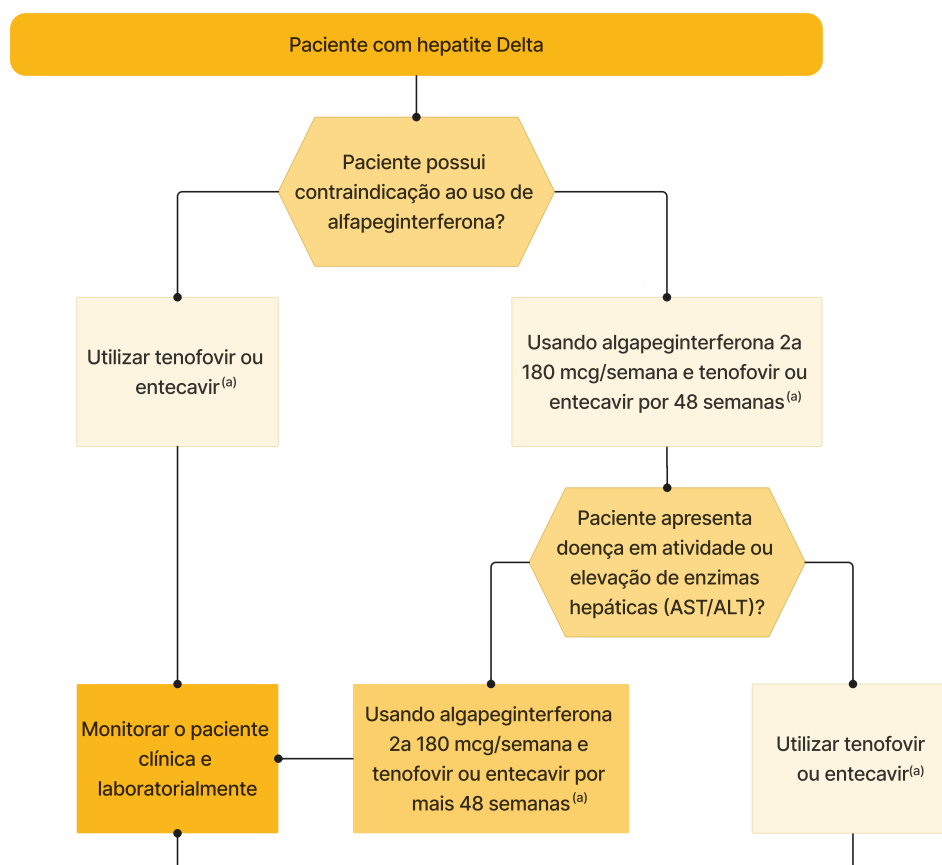 Paciente com hepatite Delta
Paciente possui
contraindicação ao uso de
alfapeginterferona?
Utilizar tenofovir ou
entecavir(a)
Usando algapeginterferona 2a
180 mcg/semana e tenofovir ou
entecavir por 48 semanas(a)
Paciente apresenta
doença em atividade ou
elevação de enzimas
hepáticas (AST/ALT)?
Monitorar o paciente
clínica e
laboratorialmente
Usando algapeginterferona
2a 180 mcg/semana e
tenofovir ou entecavir por
mais 48 semanas(a)
Utilizar tenofovir
ou entecavir(a)